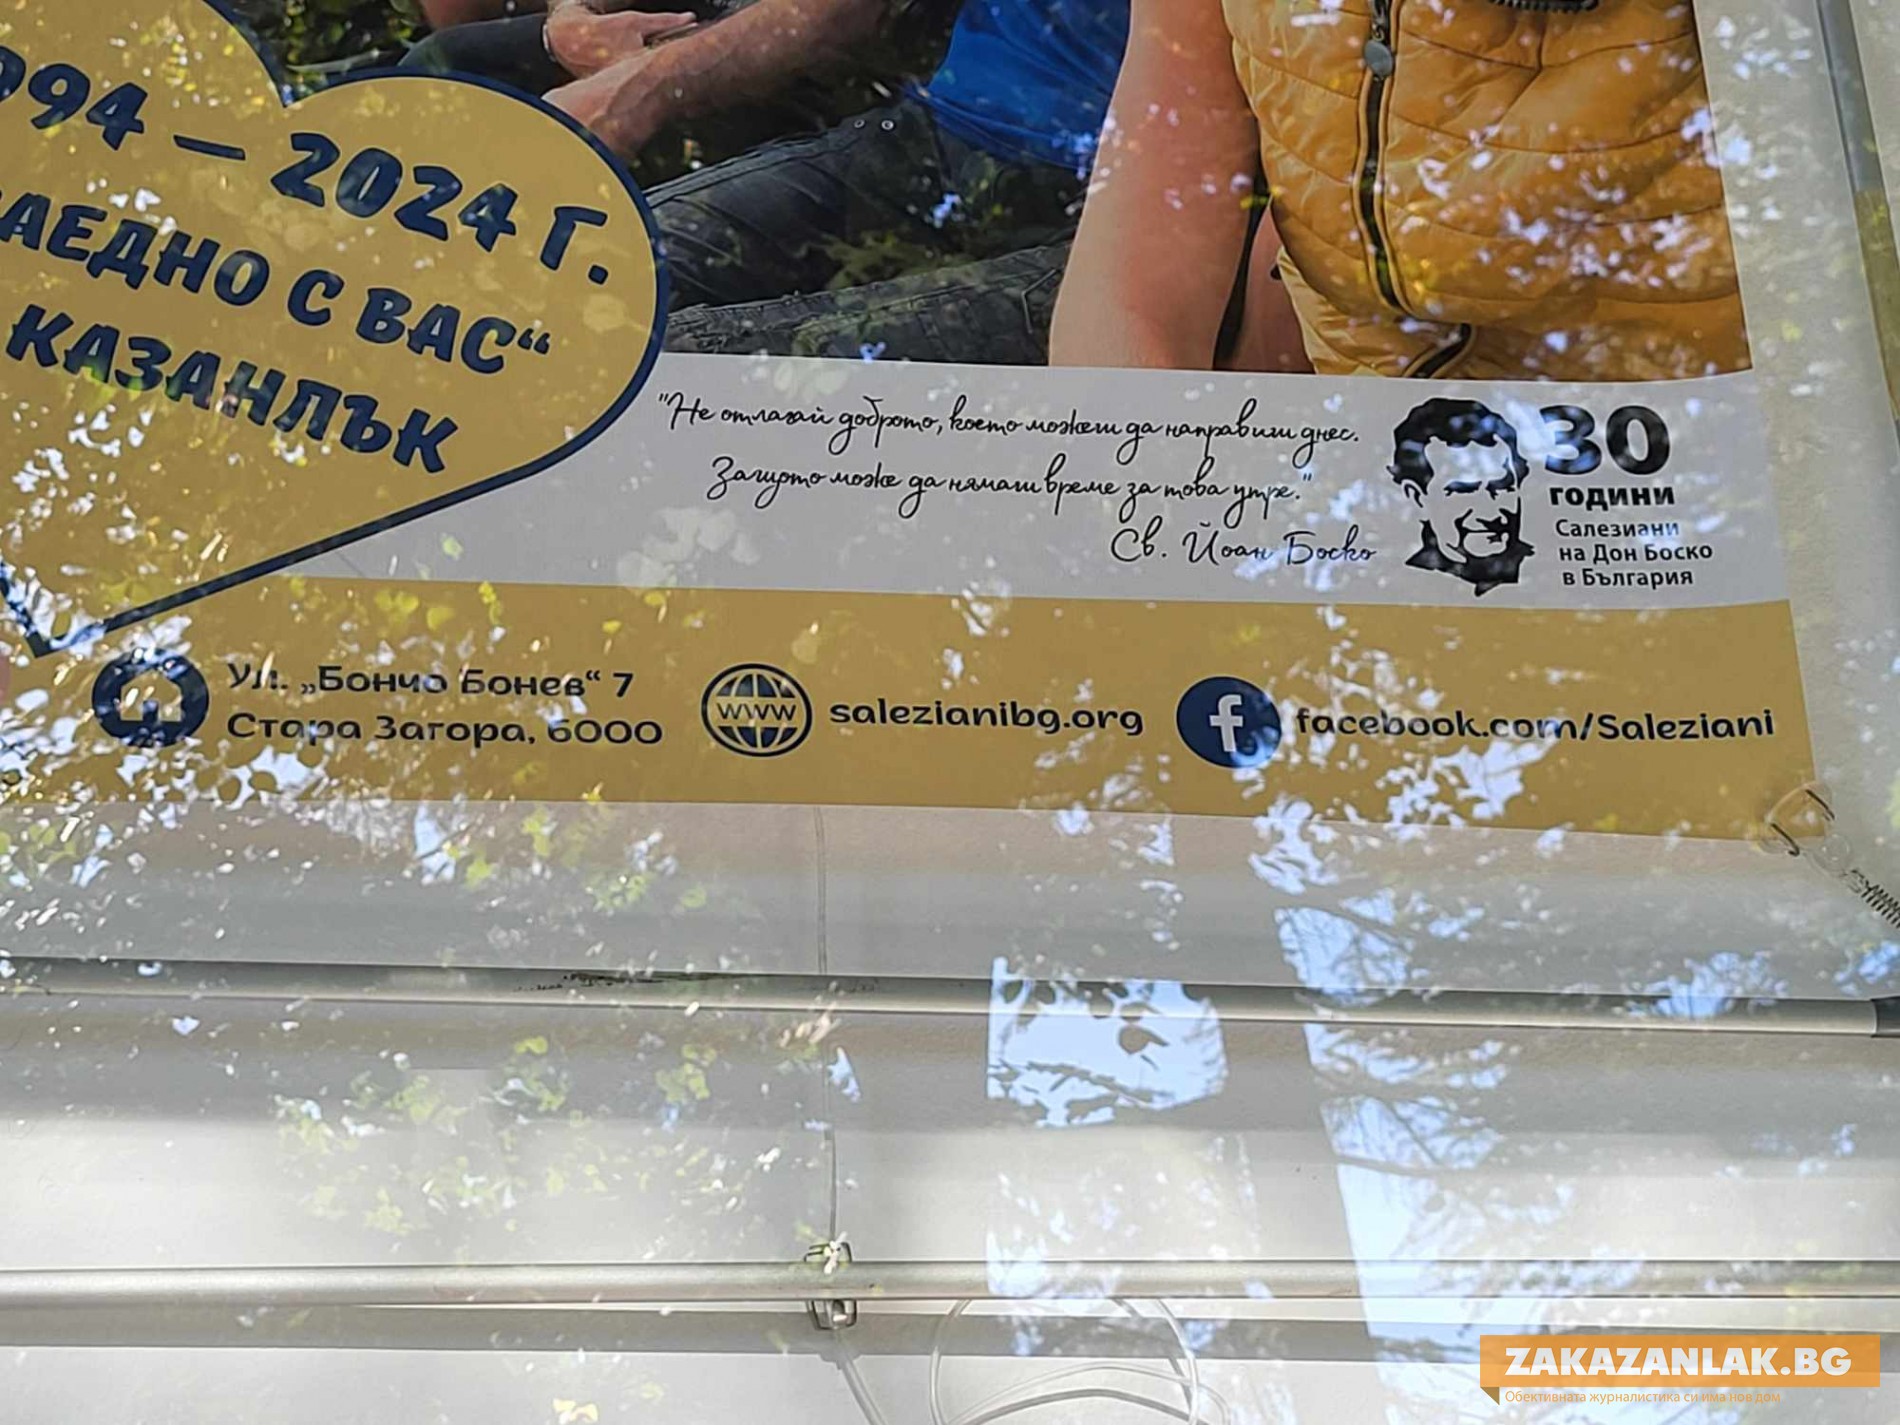 994 – 2024 Г.
АЕДНО С ВАС“
КАЗАНЛЪК
"Не отлагай доброто, което можеш да направиш днес.
Защото може да нямаш време за това утре."
Св. Йоан Боско
30
години
Салезиани
на Дон Боско
в България
Ул. „Бончо Бонев“ 7
Стара Загора, 6000
www
salezianibg.org
facebook.com/Saleziani
ZAKAZANLAK.BG
Обективната журналистика си има нов дом